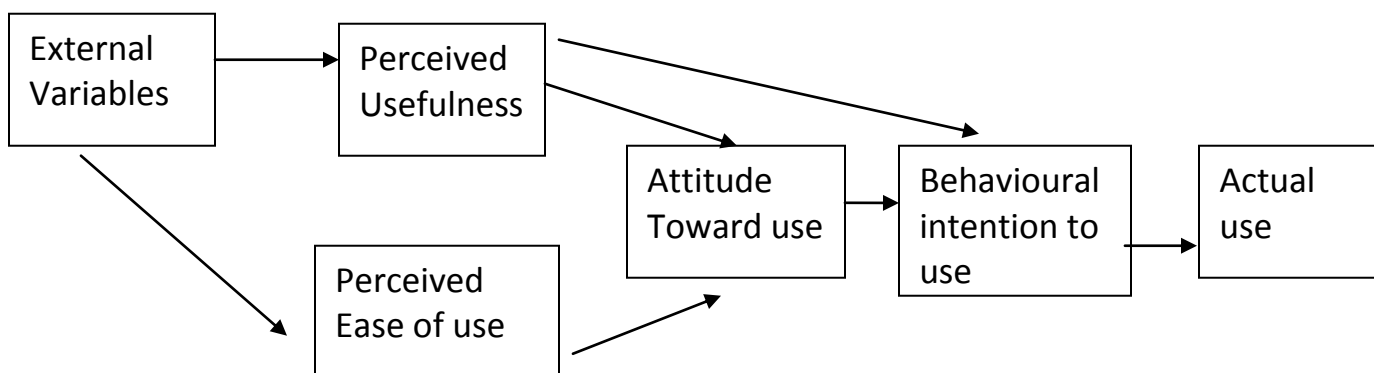 External
Variables
Perceived
Usefulness
Attitude
Toward use
Behavioural
intention to
use
Actual
use
Perceived
Ease of use